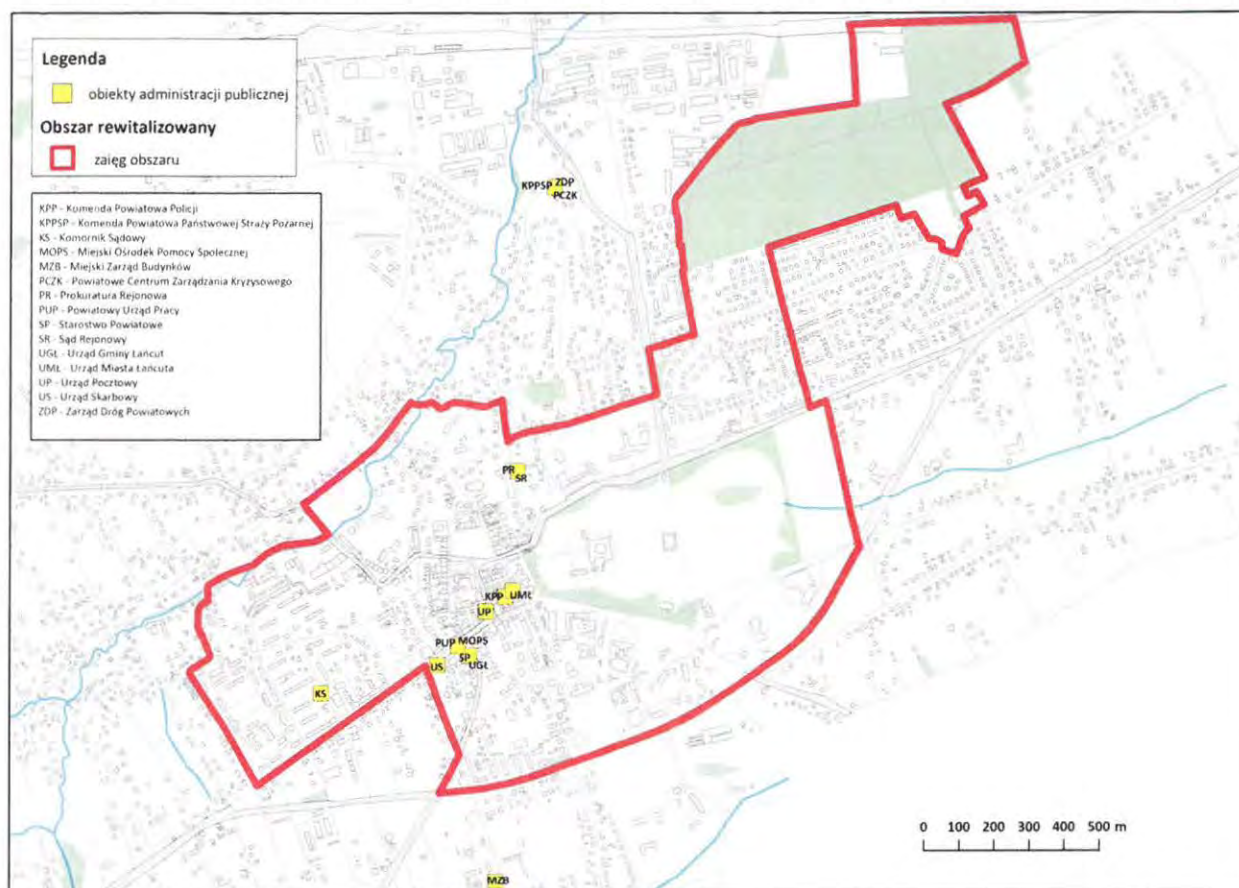 Legenda
obiekty administracji publicznej
Obszar rewitalizowany
zaięg obszaru
KPP - Komenda Powiatowa Policji
KPPSP - Komenda Powiatowa Państwowej Straży Pożarnej
KS - Komornik Sądowy
MOPS - Miejski Ośrodek Pomocy Społecznej
MZB - Miejski Zarząd Budynków
PCZK - Powiatowe Centrum Zarządzania Kryzysowego
PR - Prokuratura Rejonowa
PUP - Powiatowy Urząd Pracy
SP - Starostwo Powiatowe
SR - Sąd Rejonowy
UGŁ - Urząd Gminy Łańcut
UMŁ - Urząd Miasta Łańcuta
UP - Urząd Pocztowy
US - Urząd Skarbowy
ZDP - Zarząd Dróg Powiatowych
KPPSP ZDP
PCZK
PR
SR
KPP UMŁ
UP
PUP MOPS
SP
UGŁ
US
KS
MZB
0 100 200 300 400 500 m